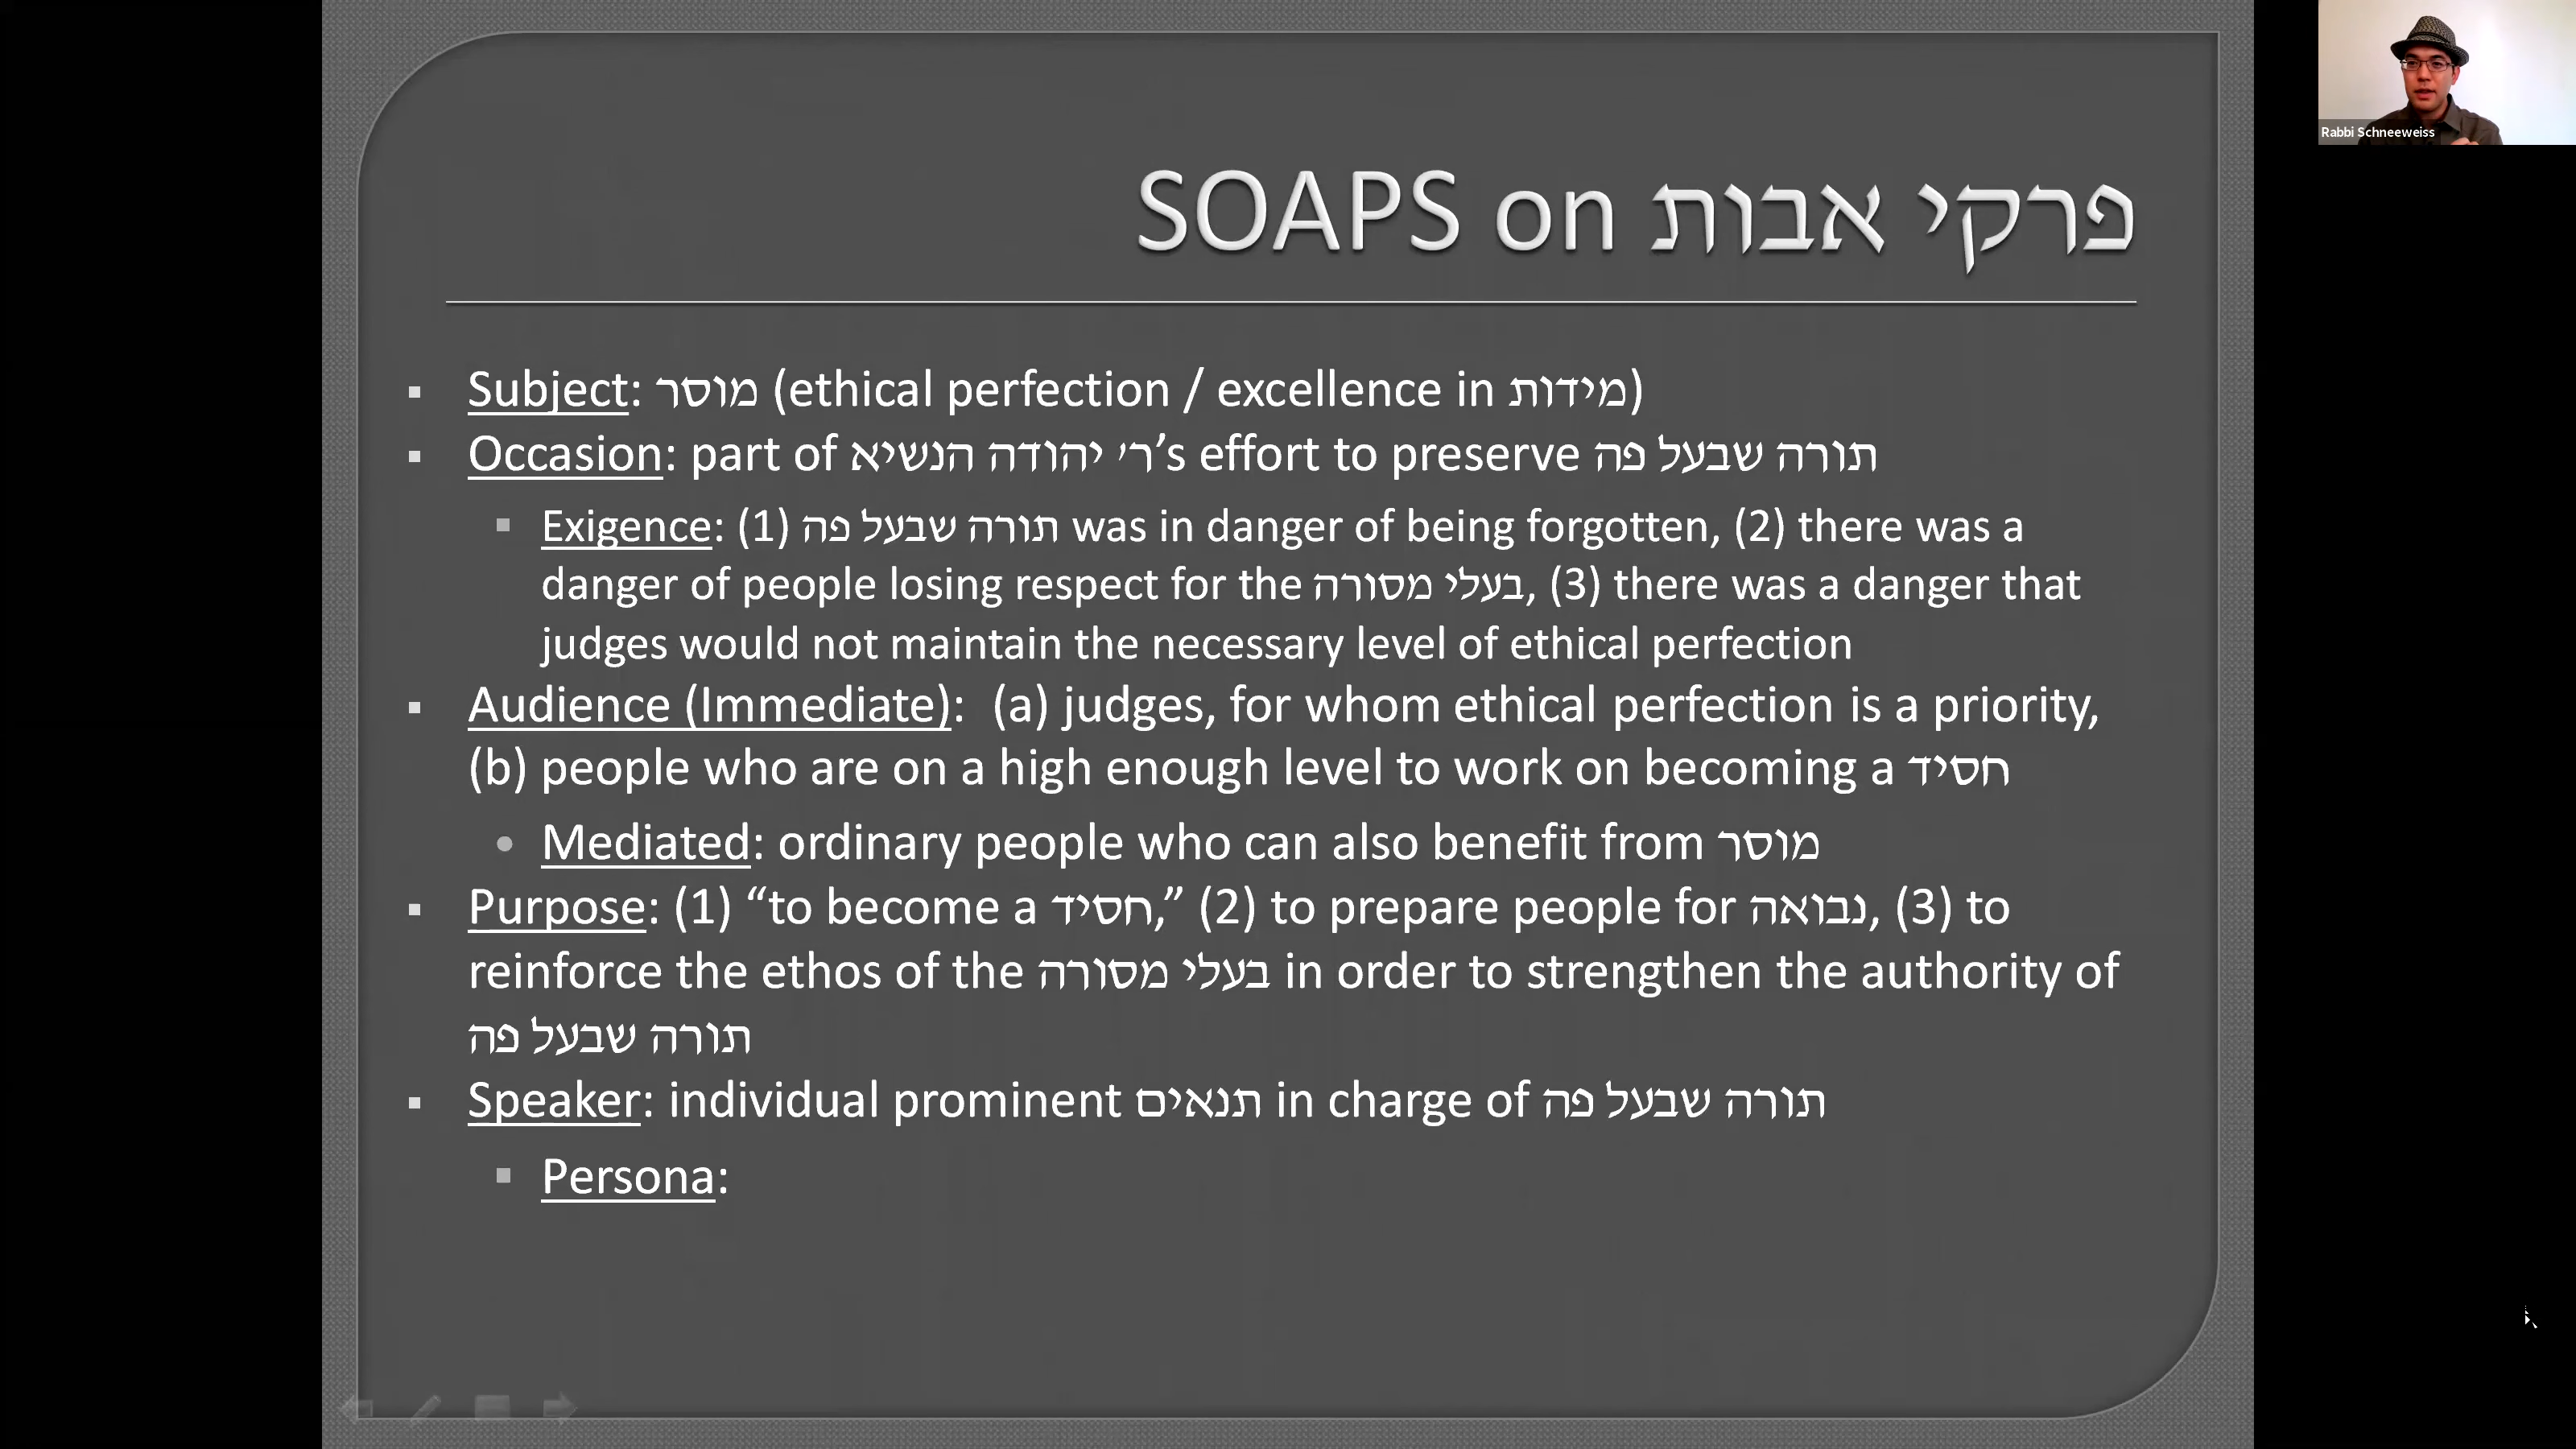 SOAPS on פרקי אבות
Subject: מוסר (ethical perfection / excellence in מידות)
Occasion: part of ר׳ יהודה הנשיא’s effort to preserve תורה שבעל פה
Exigence: (1) תורה שבעל פה was in danger of being forgotten, (2) there was a
danger of people losing respect for the בעלי מסורה, (3) there was a danger that
judges would not maintain the necessary level of ethical perfection
Audience (Immediate): (a) judges, for whom ethical perfection is a priority,
(b) people who are on a high enough level to work on becoming a חסיד
Mediated: ordinary people who can also benefit from מוסר
Purpose: (1) “to become a חסיד,” (2) to prepare people for נבואה, (3) to
reinforce the ethos of the בעלי מסורה in order to strengthen the authority of
תורה שבעל פה
Speaker: individual prominent תנאים in charge of תורה שבעל פה
Persona:
Rabbi Schneeweiss